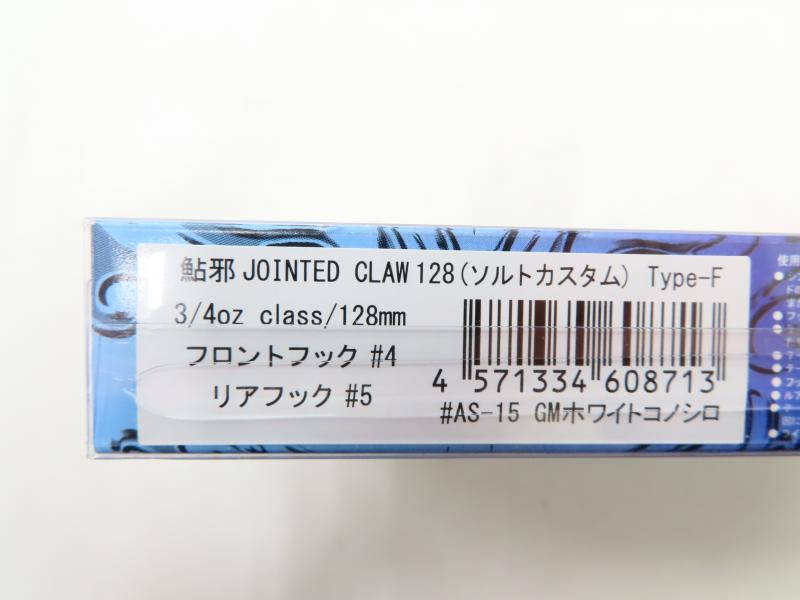 鮎邪 JOINTED CLAW 128(ソルトカスタム) Type-F
3/4oz class/128mm
フロントフック #4
リアフック #5
4 571334 608713
#AS-15 GMホワイトコノシロ
使用